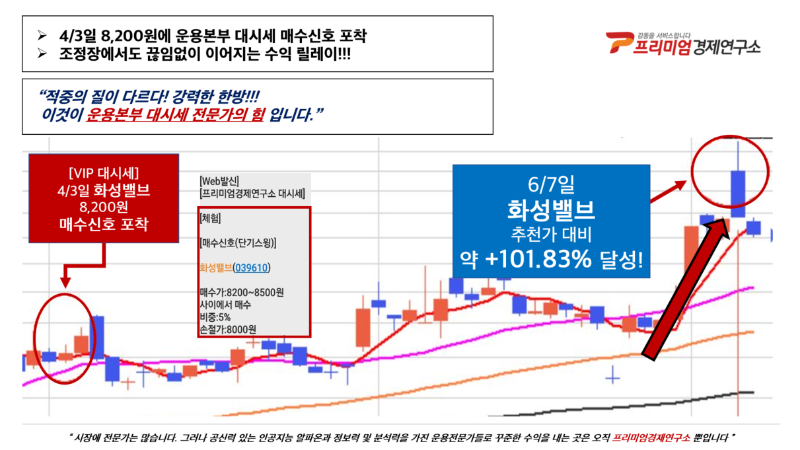 ➢ 4/3일 8,200원에 운용본부 대시세 매수신호 포착
➢ 조정장에서도 끊임없이 이어지는 수익 릴레이!!!
감동을 서비스합니다
프리미엄경제연구소
“적중의 질이 다르다! 강력한 한방!!!
이것이 운용본부 대시세 전문가의 힘 입니다.”
[VIP 대시세]
4/3일 화성밸브
8,200원
매수신호 포착
[Web발신]
[프리미엄경제연구소 대시세]
[체험]
[매수신호(단기스윙)]
화성밸브(039610)
매수가:8200~8500원
사이에서 매수
비중:5%
손절가:8000원
6/7일
화성밸브
추천가 대비
약 +101.83% 달성!
" 시장에 전문가는 많습니다. 그러나 공신력 있는 인공지능 알파온과 정보력 및 분석력을 가진 운용전문가들로 꾸준한 수익을 내는 곳은 오직 프리미엄경제연구소 뿐입니다 "